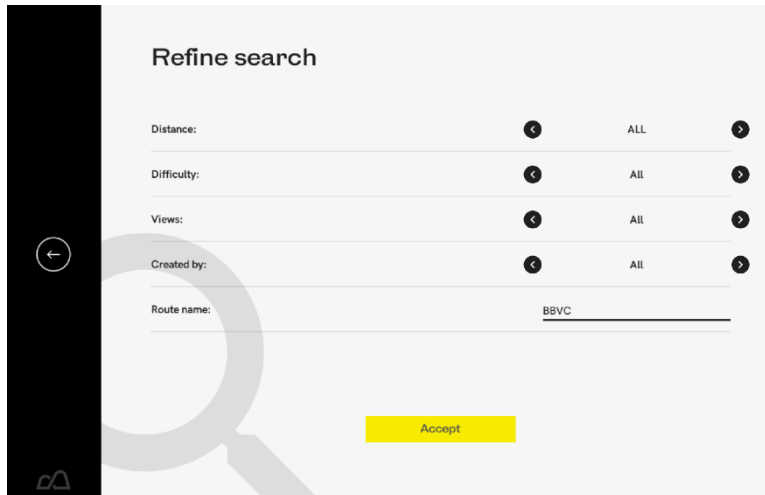 Refine search
Distance: ALL
Difficulty: All
Views: All
Created by: All
Route name: BBVC
Accept